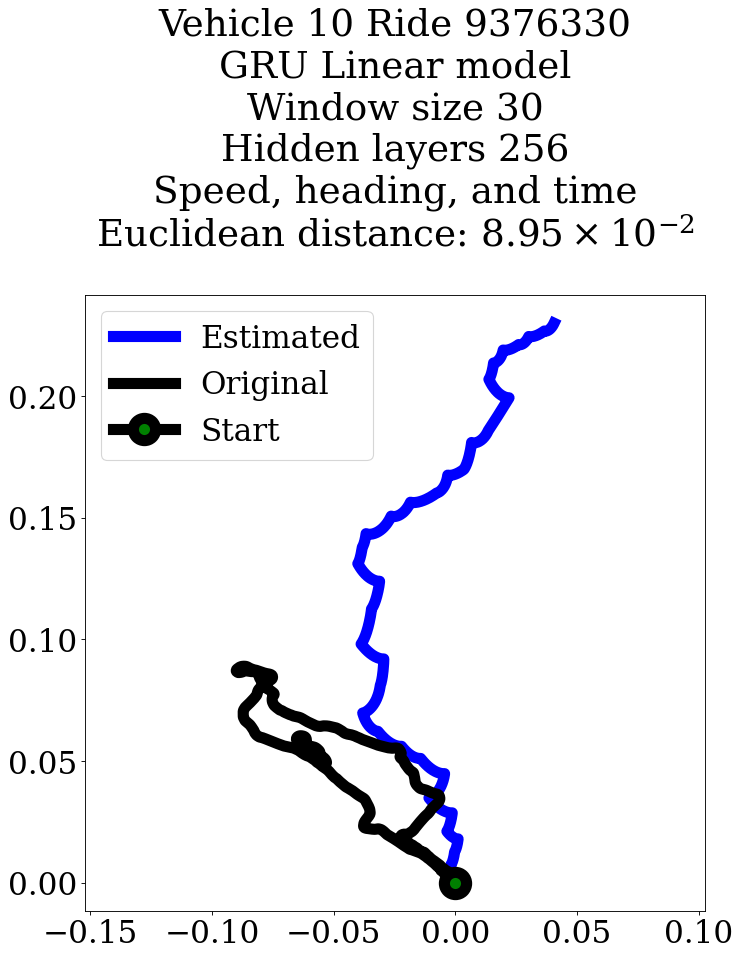 Vehicle 10 Ride 9376330
GRU Linear model
Window size 30
Hidden layers 256
Speed, heading, and time
Euclidean distance: 8.95 × 10⁻²
Estimated
Original
Start
0.20
0.15
0.10
0.05
0.00
−0.15 −0.10 −0.05 0.00 0.05 0.10